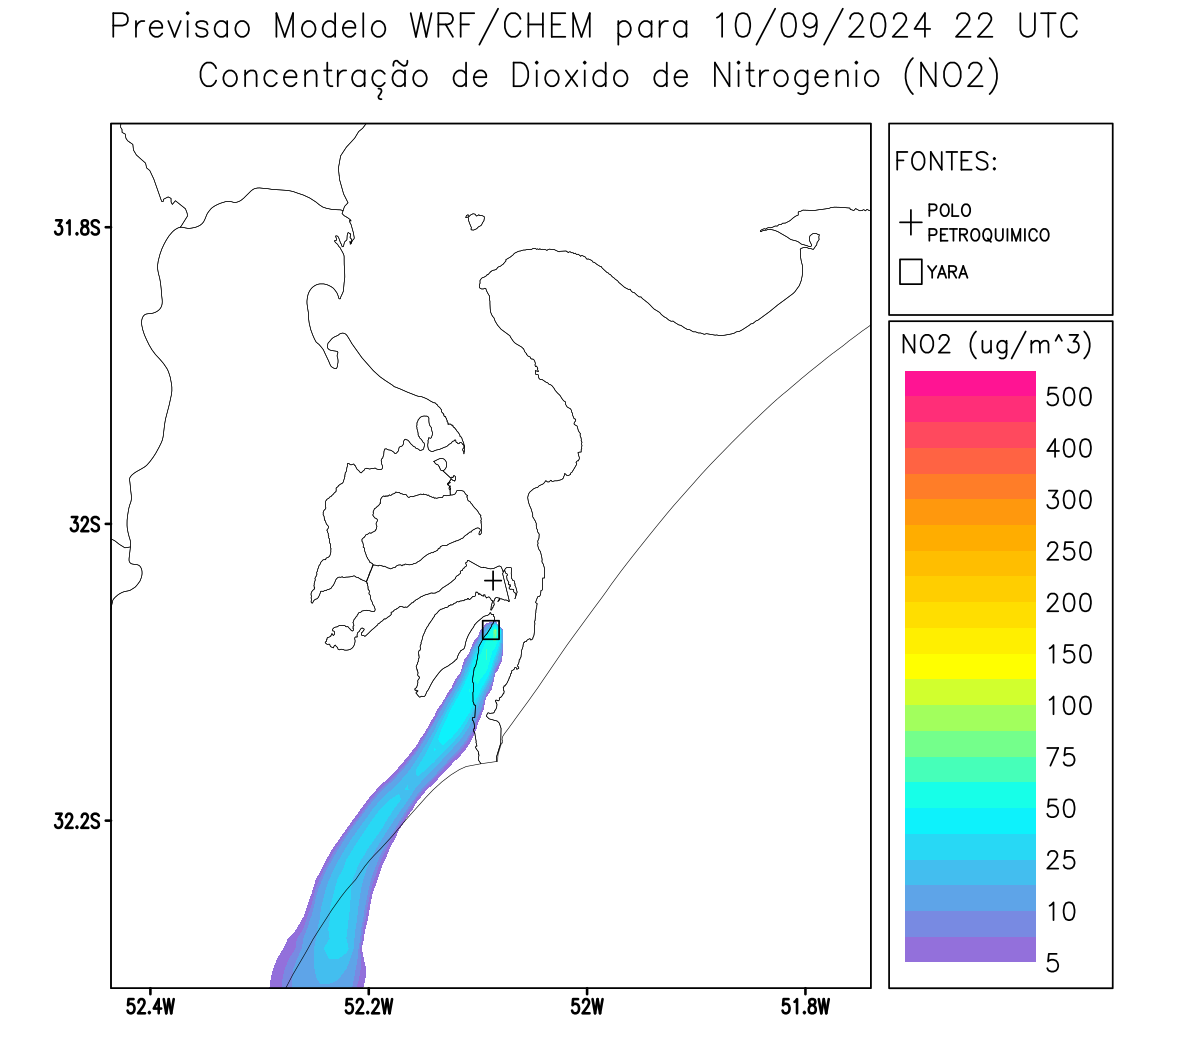 Previsao Modelo WRF/CHEM para 10/09/2024 22 UTC
Concentração de Dioxido de Nitrogenio (NO2)
FONTES:
POLO
PETROQUIMICO
YARA
NO2 (ug/m^3)
500
400
300
250
200
150
100
75
50
25
10
5
31.8S
32S
32.2S
52.4W
52.2W
52W
51.8W